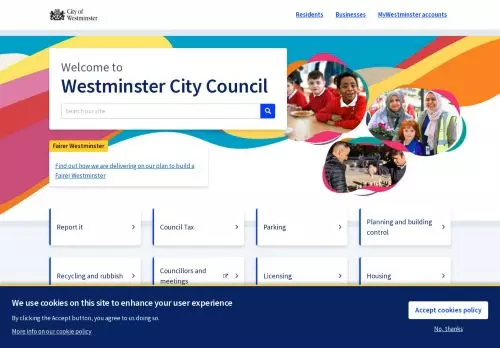 City of
Westminster
Residents
Businesses
MyWestminster accounts
Welcome to
Westminster City Council
Search our site
Fairer Westminster
Find out how we are delivering on our plan to build a
Fairer Westminster
Report it
Council Tax
Parking
Planning and building
control
Recycling and rubbish
Councillors and
meetings
Licensing
Housing
We use cookies on this site to enhance your user experience
By clicking the Accept button, you agree to us doing so.
More info on our cookie policy
Accept cookies policy
No, thanks